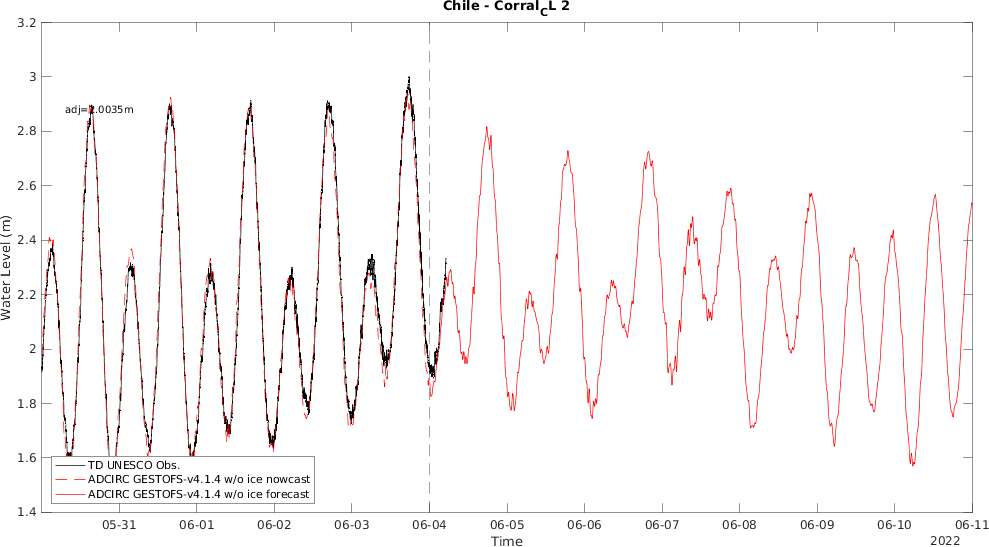 Chile - Corral_CL 2
3.2
3
2.8
2.6
2.4
2.2
2
1.8
1.6
1.4
Water Level (m)
adj=2.0035m
TD UNESCO Obs.
ADCIRC GESTOFS-v4.1.4 w/o ice nowcast
ADCIRC GESTOFS-v4.1.4 w/o ice forecast
05-31 06-01 06-02 06-03 06-04 06-05 06-06 06-07 06-08 06-09 06-10 06-11
Time
2022